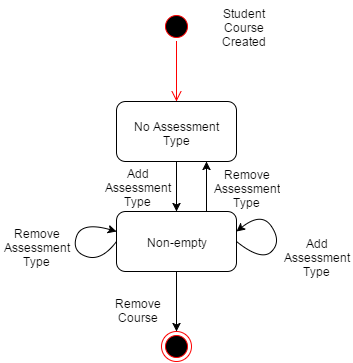 Student
Course
Created
No Assessment
Type
Add
Assessment
Type
Remove
Assessment
Type
Remove
Assessment
Type
Non-empty
Add
Assessment
Type
Remove
Course